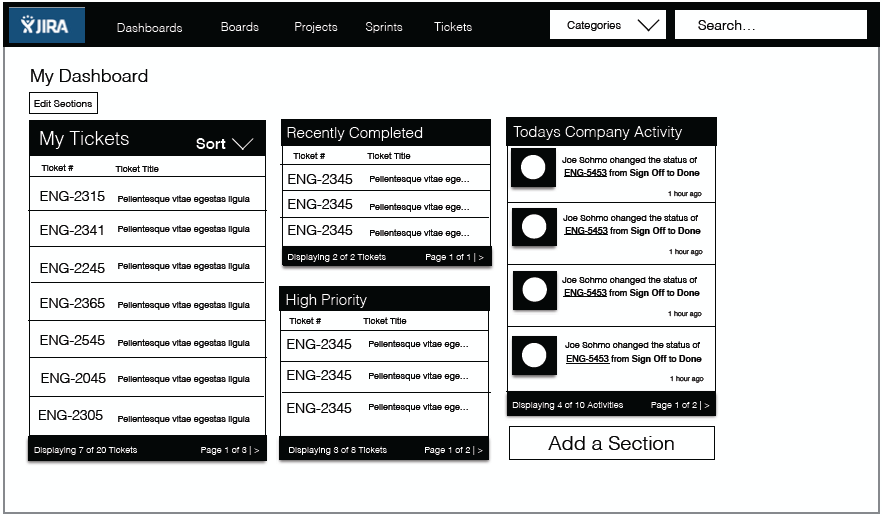 JIRA
Dashboards Boards Projects Sprints Tickets
Categories
Search...
My Dashboard
Edit Sections
My Tickets Sort
Ticket # Ticket Title
ENG-2315 Pellentesque vitae egestas ligula
ENG-2341 Pellentesque vitae egestas ligula
ENG-2245 Pellentesque vitae egestas ligula
ENG-2365 Pellentesque vitae egestas ligula
ENG-2545 Pellentesque vitae egestas ligula
ENG-2045 Pellentesque vitae egestas ligula
ENG-2305 Pellentesque vitae egestas ligula
Displaying 7 of 20 Tickets Page 1 of 3 | >
Recently Completed
Ticket # Ticket Title
ENG-2345 Pellentesque vitae ege...
ENG-2345 Pellentesque vitae ege...
ENG-2345 Pellentesque vitae ege...
Displaying 2 of 2 Tickets Page 1 of 1 | >
High Priority
Ticket # Ticket Title
ENG-2345 Pellentesque vitae ege...
ENG-2345 Pellentesque vitae ege...
ENG-2345 Pellentesque vitae ege...
Displaying 3 of 8 Tickets Page 1 of 2 | >
Todays Company Activity
Joe Sohmo changed the status of
ENG-5453 from Sign Off to Done
1 hour ago
Joe Sohmo changed the status of
ENG-5453 from Sign Off to Done
1 hour ago
Joe Sohmo changed the status of
ENG-5453 from Sign Off to Done
1 hour ago
Joe Sohmo changed the status of
ENG-5453 from Sign Off to Done
1 hour ago
Displaying 4 of 10 Activities Page 1 of 2 | >
Add a Section